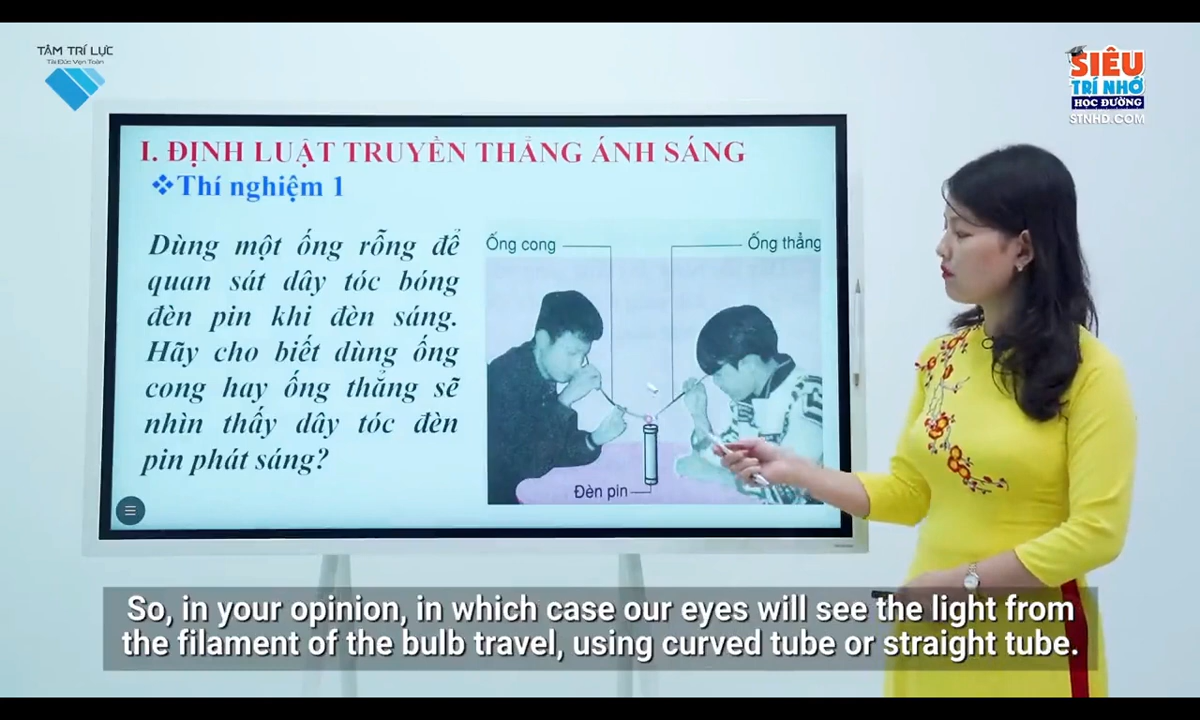 TÂM TRÍ LỰC
Tài Đức Vẹn Toàn
SIÊU
TRÍ NHỚ
HỌC ĐƯỜNG
STNHD.COM
I. ĐỊNH LUẬT TRUYỀN THẲNG ÁNH SÁNG
❖Thí nghiệm 1
Dùng một ống rỗng để
quan sát dây tóc bóng
đèn pin khi đèn sáng.
Hãy cho biết dùng ống
cong hay ống thẳng sẽ
nhìn thấy dây tóc đèn
pin phát sáng?
Ống cong
Ống thẳng
Đèn pin
So, in your opinion, in which case our eyes will see the light from
the filament of the bulb travel, using curved tube or straight tube.